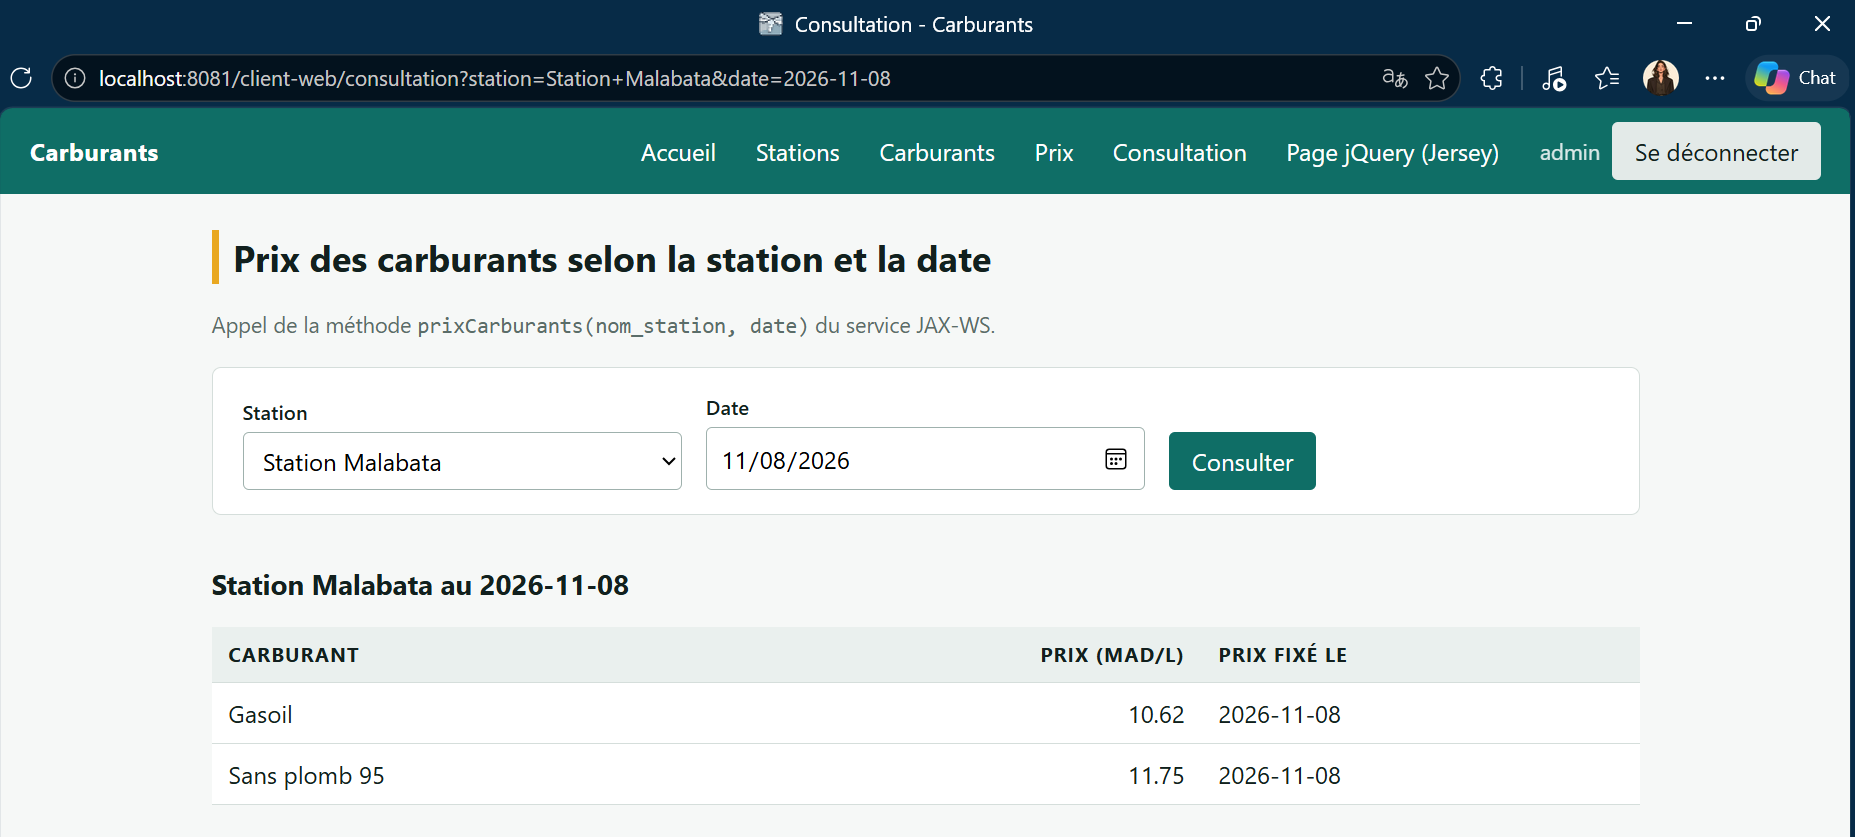 Consultation - Carburants
localhost:8081/client-web/consultation?station=Station+Malabata&date=2026-11-08
Chat
Carburants Accueil Stations Carburants Prix Consultation Page jQuery (Jersey) admin Se déconnecter
Prix des carburants selon la station et la date
Appel de la méthode prixCarburants(nom_station, date) du service JAX-WS.
Station
Date
Station Malabata
11/08/2026
Consulter
Station Malabata au 2026-11-08
CARBURANT PRIX (MAD/L) PRIX FIXÉ LE
Gasoil 10.62 2026-11-08
Sans plomb 95 11.75 2026-11-08